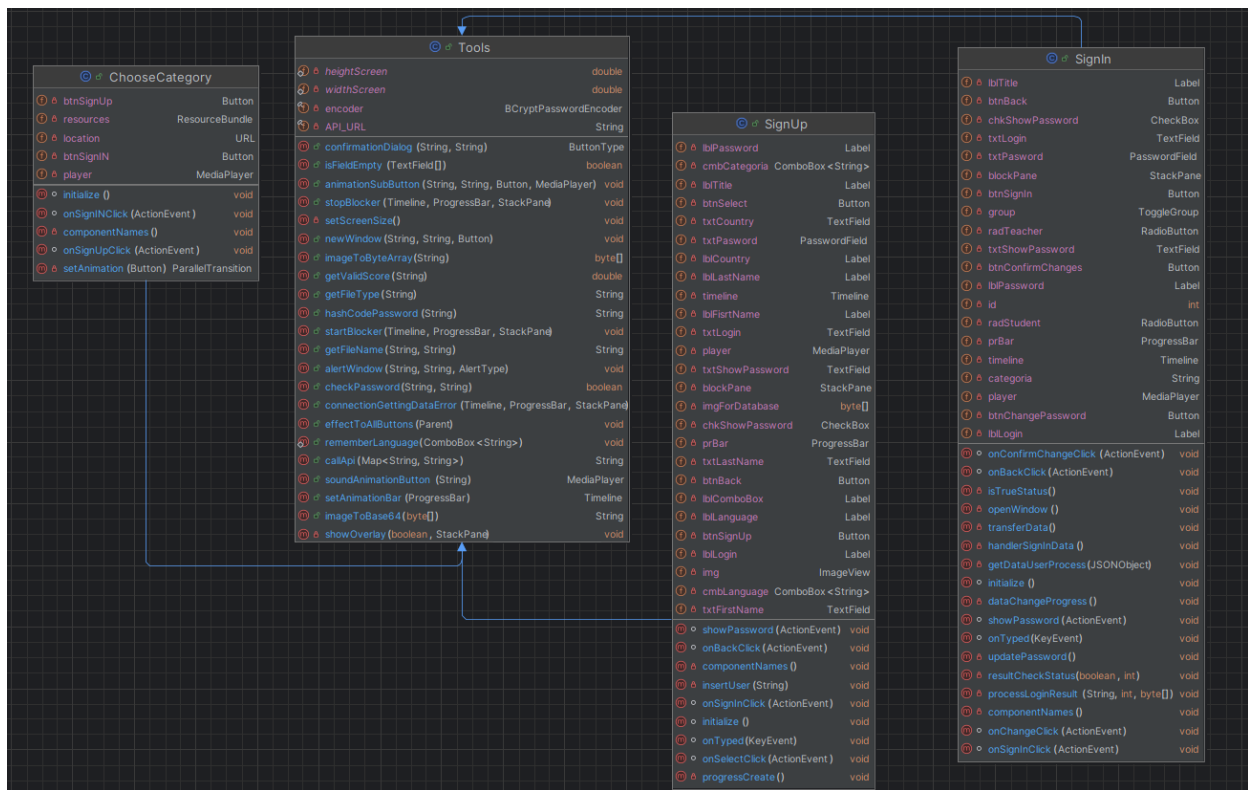 ChooseCategory
btnSignUp Button
resources ResourceBundle
location URL
btnSignIN Button
player MediaPlayer
initialize () void
onSignINClick (ActionEvent) void
componentNames () void
onSignUpClick (ActionEvent) void
setAnimation (Button) ParallelTransition
Tools
heightScreen double
widthScreen double
encoder BCryptPasswordEncoder
API_URL String
confirmationDialog (String, String) ButtonType
isFieldEmpty (TextField[]) boolean
animationSubButton (String, String, Button, MediaPlayer) void
stopBlocker (Timeline, ProgressBar, StackPane) void
setScreenSize() void
newWindow (String, String, Button) void
imageToByteArray(String) byte[]
getValidScore (String) double
getFileType(String) String
hashCodePassword (String) String
startBlocker(Timeline, ProgressBar, StackPane) void
getFileName(String, String) String
alertWindow (String, String, AlertType) void
checkPassword(String, String) boolean
connectionGettingDataError (Timeline, ProgressBar, StackPane) void
effectToAllButtons (Parent) void
rememberLanguage(ComboBox <String>) void
callApi (Map<String, String>) String
soundAnimationButton (String) MediaPlayer
setAnimationBar (ProgressBar) Timeline
imageToBase64(byte[]) String
showOverlay(boolean, StackPane) void
SignUp
lblPassword Label
cmbCategoria ComboBox <String>
lblTitle Label
btnSelect Button
txtCountry TextField
txtPasword PasswordField
lblCountry Label
lblLastName Label
timeline Timeline
lblFisrtName Label
txtLogin TextField
player MediaPlayer
txtShowPassword TextField
blockPane StackPane
imgForDatabase byte[]
chkShowPassword CheckBox
prBar ProgressBar
txtLastName TextField
btnBack Button
lblComboBox Label
lblLanguage Label
btnSignUp Button
lblLogin Label
img ImageView
cmbLanguage ComboBox <String>
txtFirstName TextField
showPassword (ActionEvent) void
onBackClick (ActionEvent) void
componentNames () void
insertUser (String) void
onSignInClick (ActionEvent) void
initialize () void
onTyped(KeyEvent) void
onSelectClick (ActionEvent) void
progressCreate () void
SignIn
lblTitle Label
btnBack Button
chkShowPassword CheckBox
txtLogin TextField
txtPasword PasswordField
blockPane StackPane
btnSignIn Button
group ToggleGroup
radTeacher RadioButton
txtShowPassword TextField
btnConfirmChanges Button
lblPassword Label
id int
radStudent RadioButton
prBar ProgressBar
timeline Timeline
categoria String
player MediaPlayer
btnChangePassword Button
lblLogin Label
onConfirmChangeClick (ActionEvent) void
onBackClick (ActionEvent) void
isTrueStatus() void
openWindow () void
transferData() void
handlerSignInData () void
getDataUserProcess(JSONObject) void
initialize () void
dataChangeProgress () void
showPassword (ActionEvent) void
onTyped(KeyEvent) void
updatePassword() void
resultCheckStatus(boolean, int) void
processLoginResult (String, int, byte[]) void
componentNames () void
onChangeClick (ActionEvent) void
onSignInClick (ActionEvent) void